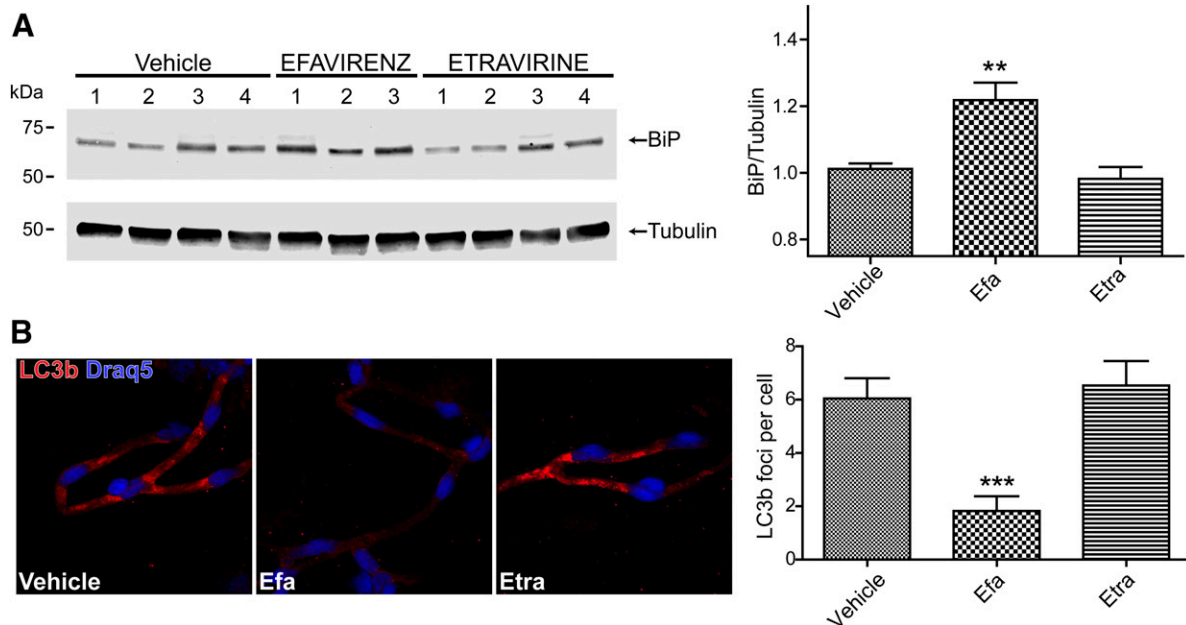 A
Vehicle EFAVIRENZ ETRAVIRINE
kDa 1 2 3 4 1 2 3 1 2 3 4
75-
←BiP
50-
50-
←Tubulin
1.4
1.2
1.0
0.8
BiP/Tubulin
**
Vehicle Efa Etra
B
LC3b Draq5
Vehicle Efa Etra
8
6
4
2
0
LC3b foci per cell
***
Vehicle Efa Etra